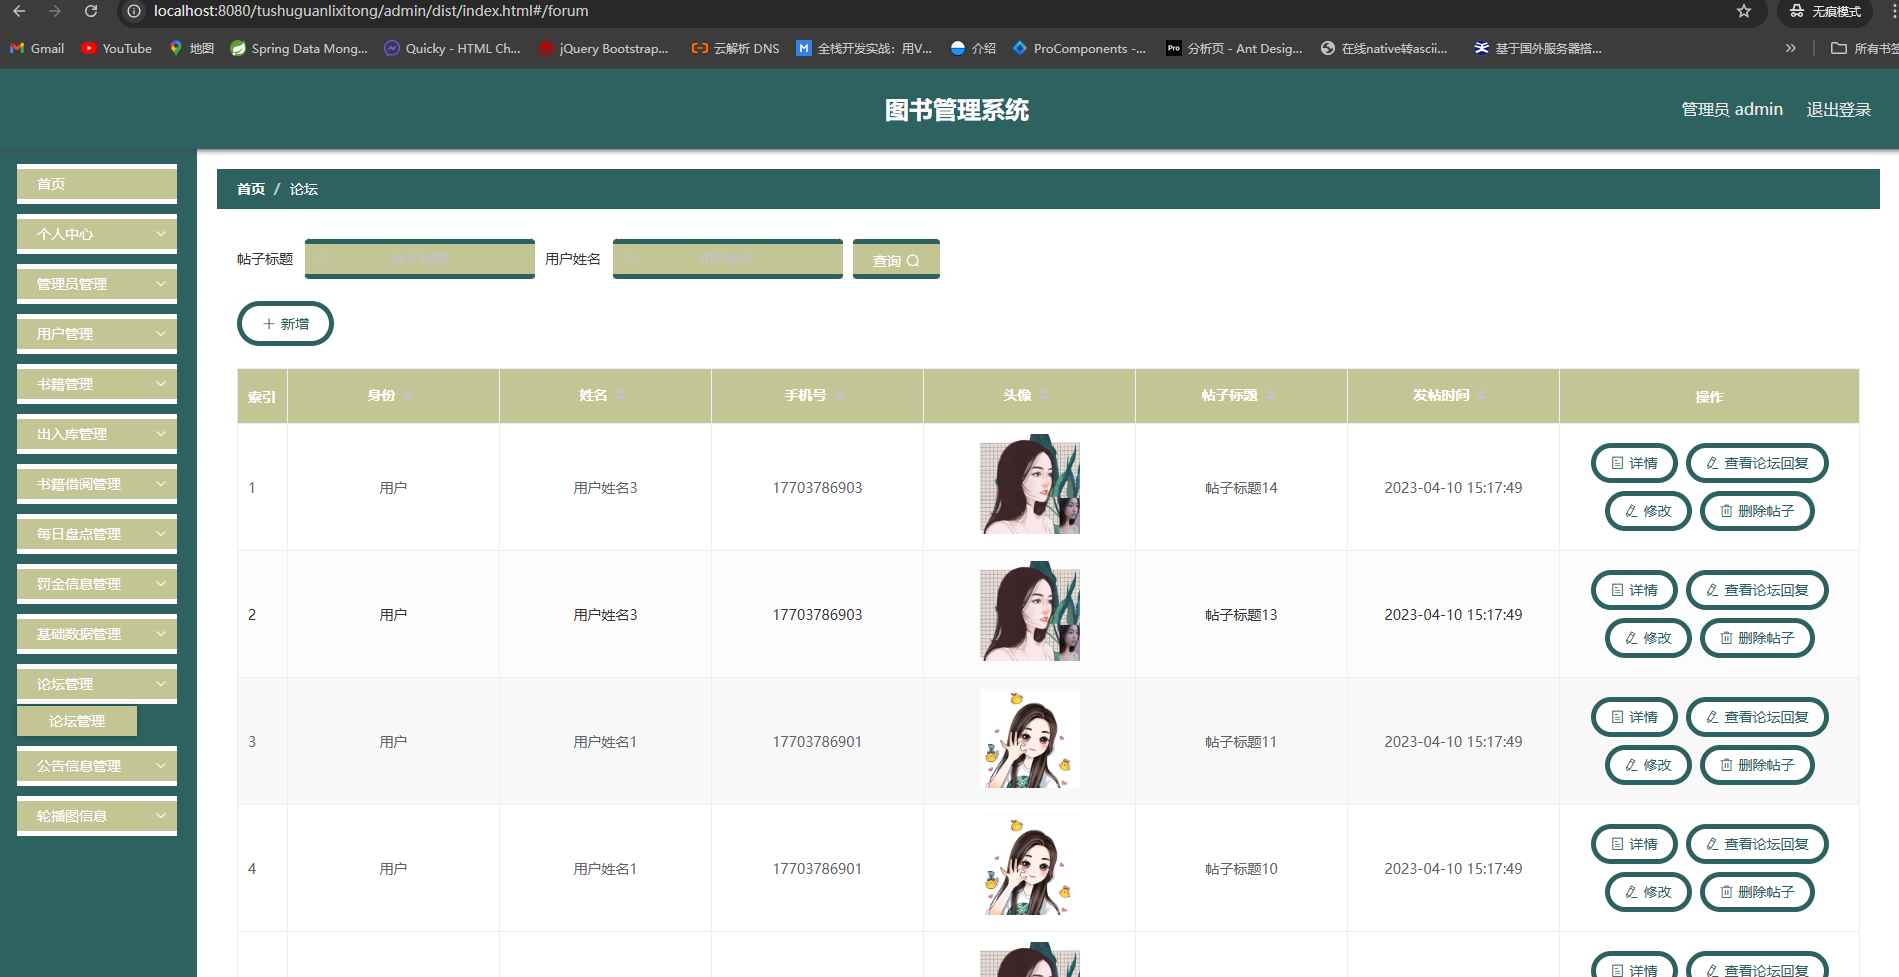 localhost:8080/tushuguanlixitong/admin/dist/index.html#/forum 无痕模式
Gmail YouTube 地图 Spring Data Mong... Quicky - HTML Ch... jQuery Bootstrap... 云解析 DNS 全栈开发实战：用V... 介绍 ProComponents -... 分析页 - Ant Desig... 在线native转ascii... 基于国外服务器搭... » 所有书签
图书管理系统 管理员 admin 退出登录
首页
个人中心
管理员管理
用户管理
书籍管理
出入库管理
书籍借阅管理
每日盘点管理
罚金信息管理
基础数据管理
论坛管理
论坛管理
公告信息管理
轮播图信息
首页 / 论坛
帖子标题 帖子标题 用户姓名 用户姓名 查询
新增
索引 身份 姓名 手机号 头像 帖子标题 发帖时间 操作
1 用户 用户姓名3 17703786903 帖子标题14 2023-04-10 15:17:49 详情 查看论坛回复
修改 删除帖子
2 用户 用户姓名3 17703786903 帖子标题13 2023-04-10 15:17:49 详情 查看论坛回复
修改 删除帖子
3 用户 用户姓名1 17703786901 帖子标题11 2023-04-10 15:17:49 详情 查看论坛回复
修改 删除帖子
4 用户 用户姓名1 17703786901 帖子标题10 2023-04-10 15:17:49 详情 查看论坛回复
修改 删除帖子
详情 查看论坛回复